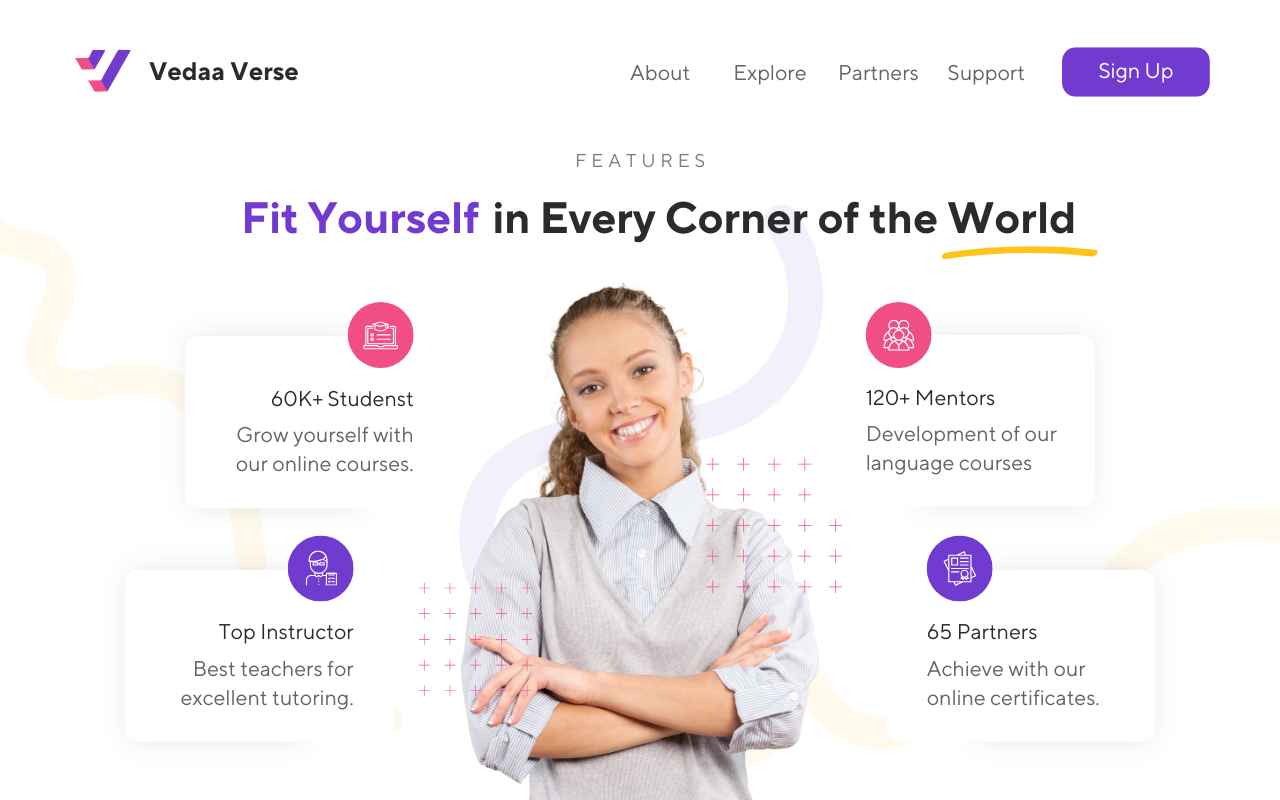 Vedaa Verse
About Explore Partners Support Sign Up
FEATURES
Fit Yourself in Every Corner of the World
60K+ Studenst
Grow yourself with
our online courses.
120+ Mentors
Development of our
language courses
Top Instructor
Best teachers for
excellent tutoring.
65 Partners
Achieve with our
online certificates.